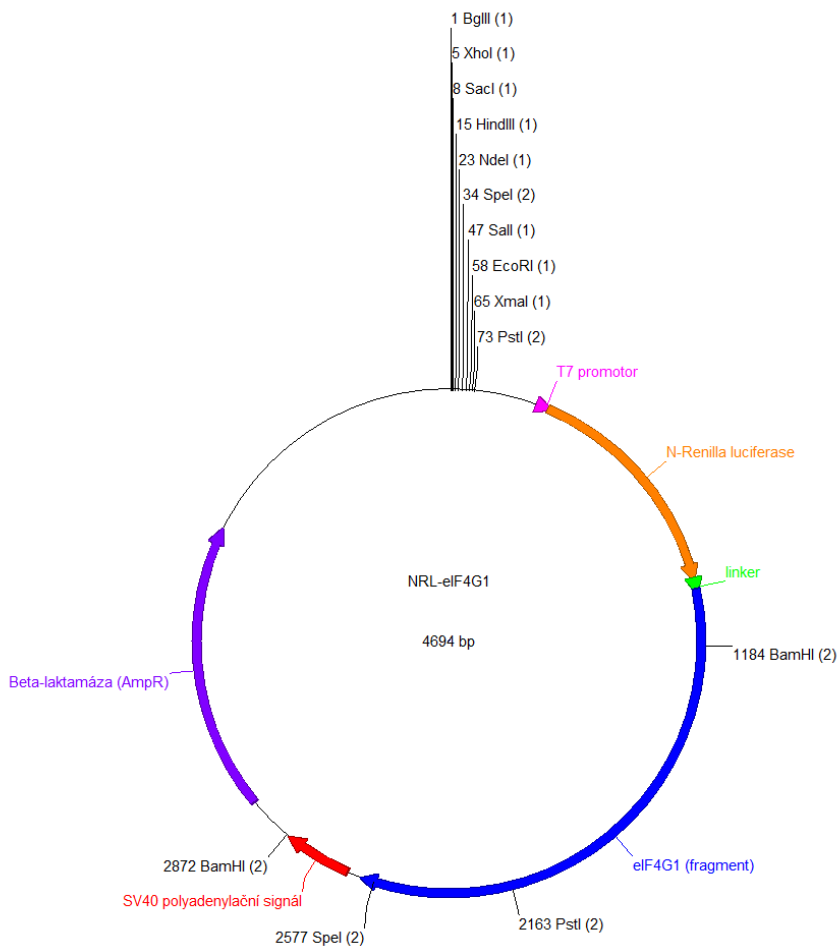 1 BglII (1)
5 XhoI (1)
8 SacI (1)
15 HindIII (1)
23 NdeI (1)
34 SpeI (2)
47 SalI (1)
58 EcoRI (1)
65 XmaI (1)
73 PstI (2)
T7 promotor
N-Renilla luciferase
linker
NRL-eIF4G1
4694 bp
1184 BamHI (2)
Beta-laktamáza (AmpR)
2872 BamHI (2)
eIF4G1 (fragment)
SV40 polyadenylační signál
2163 PstI (2)
2577 SpeI (2)